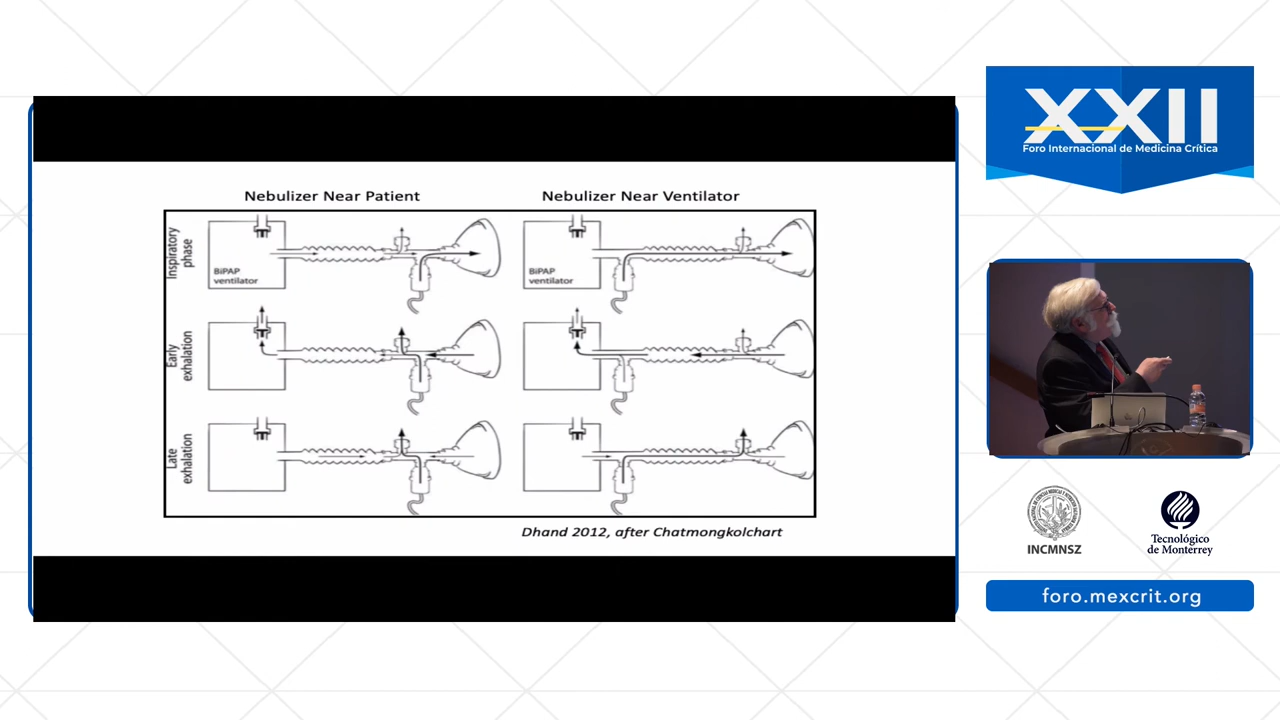 Nebulizer Near Patient
Nebulizer Near Ventilator
Inspiratory
phase
BiPAP
ventilator
BiPAP
ventilator
Early
exhalation
Late
exhalation
Dhand 2012, after Chatmongkolchart
XXII
Foro Internacional de Medicina Crítica
INCMNSZ
Tecnológico
de Monterrey
foro.mexcrit.org